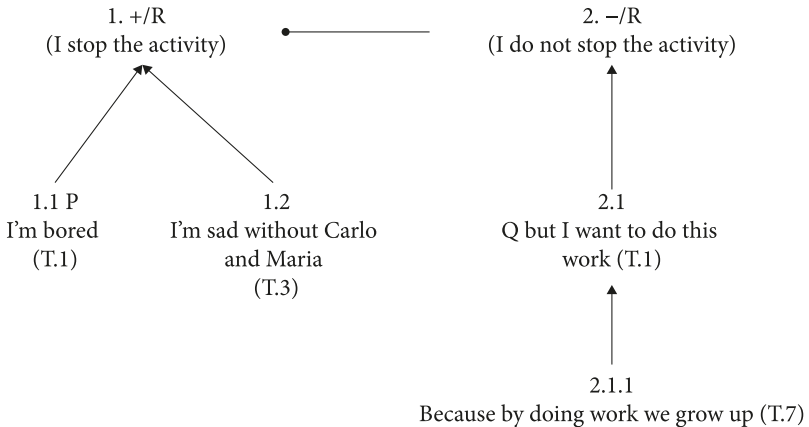 1. +/R
(I stop the activity)
2. −/R
(I do not stop the activity)
1.1 P
I'm bored
(T.1)
1.2
I'm sad without Carlo
and Maria
(T.3)
2.1
Q but I want to do this
work (T.1)
2.1.1
Because by doing work we grow up (T.7)